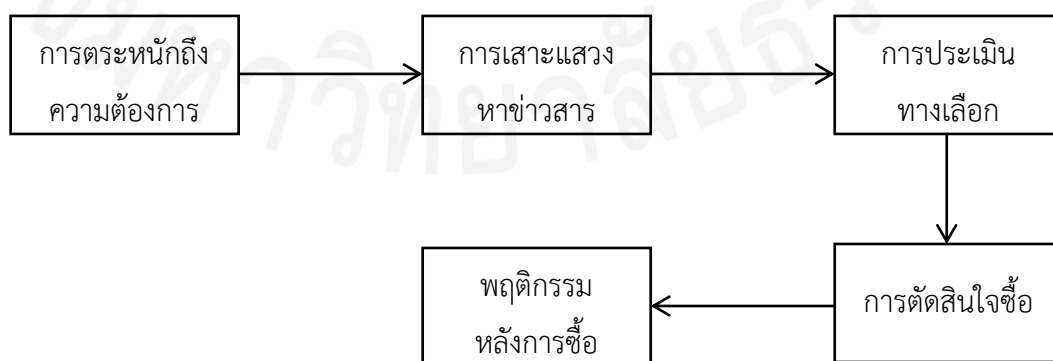 การตระหนักถึง
ความต้องการ
การเสาะแสวง
หาข่าวสาร
การประเมิน
ทางเลือก
การตัดสินใจซื้อ
พฤติกรรม
หลังการซื้อ